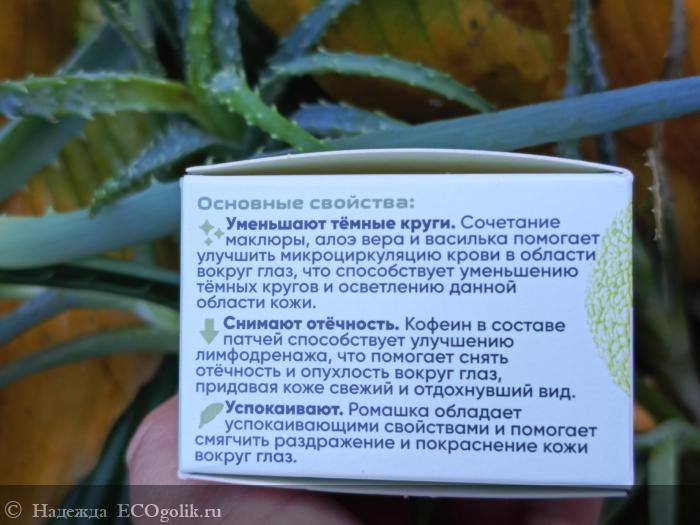 Основные свойства:
Уменьшают тёмные круги. Сочетание
маклюры, алоэ вера и василька помогает
улучшить микроциркуляцию крови в области
вокруг глаз, что способствует уменьшению
тёмных кругов и осветлению данной
области кожи.
Снимают отёчность. Кофеин в составе
патчей способствует улучшению
лимфодренажа, что помогает снять
отёчность и опухлость вокруг глаз,
придавая коже свежий и отдохнувший вид.
Успокаивают. Ромашка обладает
успокаивающими свойствами и помогает
смягчить раздражение и покраснение кожи
вокруг глаз.
© Надежда ECOgolik.ru